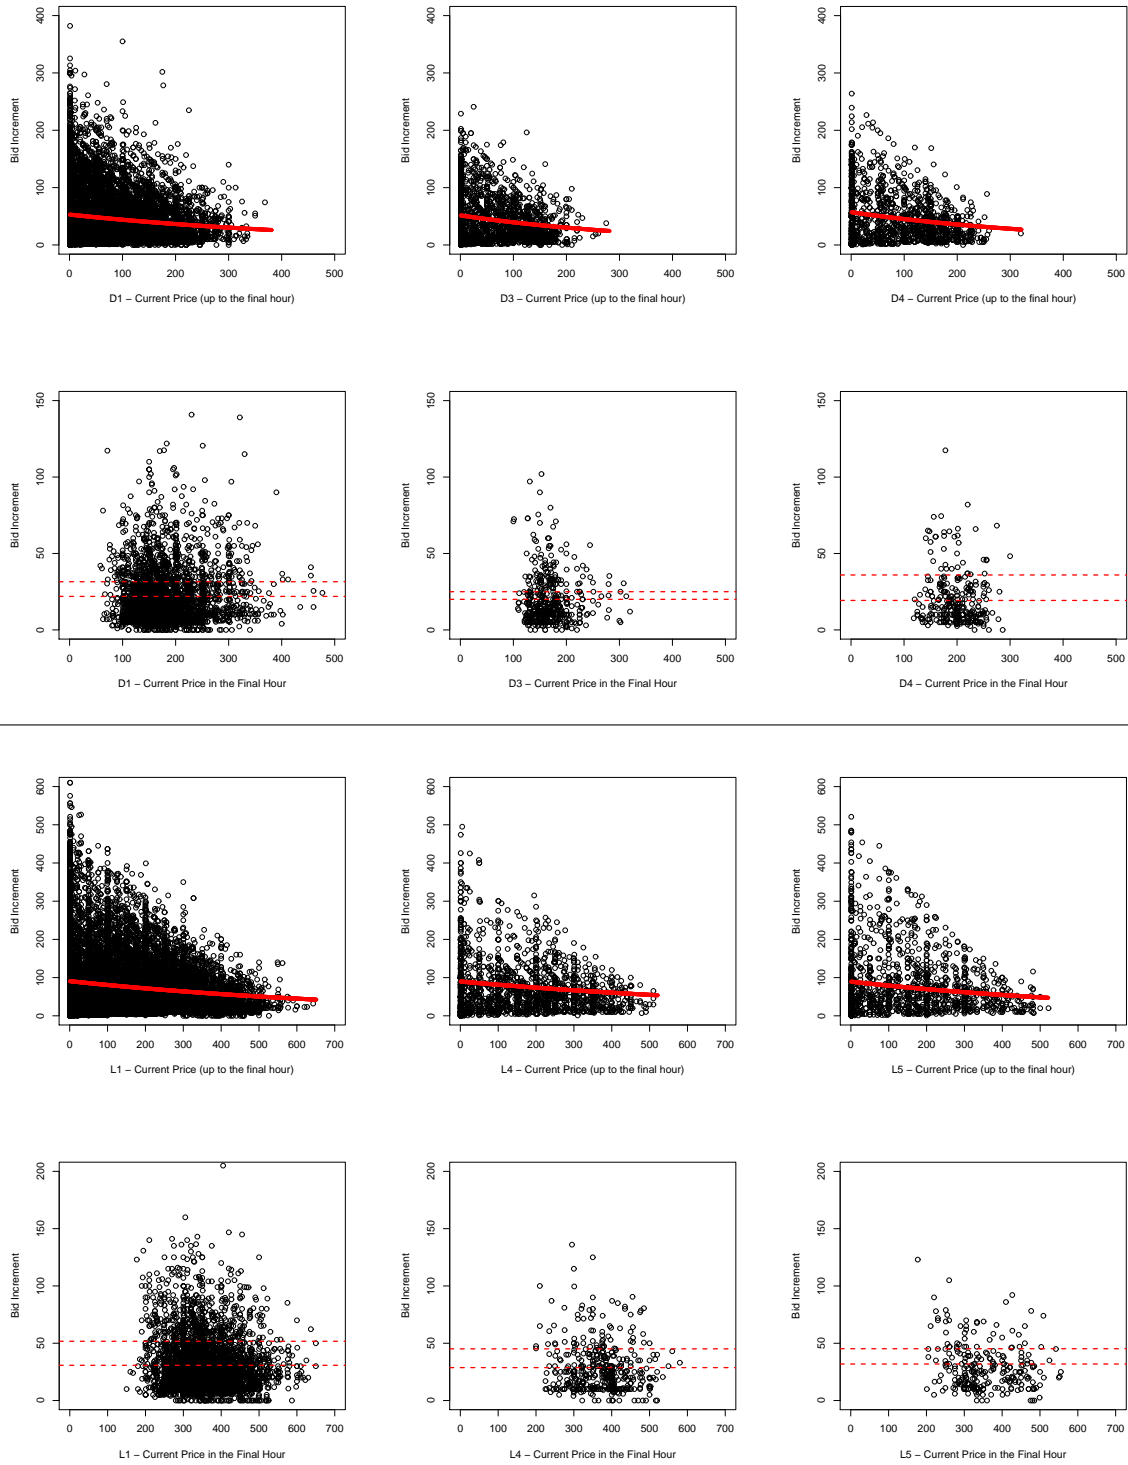 400
300
200
100
0
Bid Increment
0 100 200 300 400 500
D1 – Current Price (up to the final hour)
400
300
200
100
0
Bid Increment
0 100 200 300 400 500
D3 – Current Price (up to the final hour)
400
300
200
100
0
Bid Increment
0 100 200 300 400 500
D4 – Current Price (up to the final hour)
150
100
50
0
Bid Increment
0 100 200 300 400 500
D1 – Current Price in the Final Hour
150
100
50
0
Bid Increment
0 100 200 300 400 500
D3 – Current Price in the Final Hour
150
100
50
0
Bid Increment
0 100 200 300 400 500
D4 – Current Price in the Final Hour
600
500
400
300
200
100
0
Bid Increment
0 100 200 300 400 500 600 700
L1 – Current Price (up to the final hour)
600
500
400
300
200
100
0
Bid Increment
0 100 200 300 400 500 600 700
L4 – Current Price (up to the final hour)
600
500
400
300
200
100
0
Bid Increment
0 100 200 300 400 500 600 700
L5 – Current Price (up to the final hour)
200
150
100
50
0
Bid Increment
0 100 200 300 400 500 600 700
L1 – Current Price in the Final Hour
200
150
100
50
0
Bid Increment
0 100 200 300 400 500 600 700
L4 – Current Price in the Final Hour
200
150
100
50
0
Bid Increment
0 100 200 300 400 500 600 700
L5 – Current Price in the Final Hour